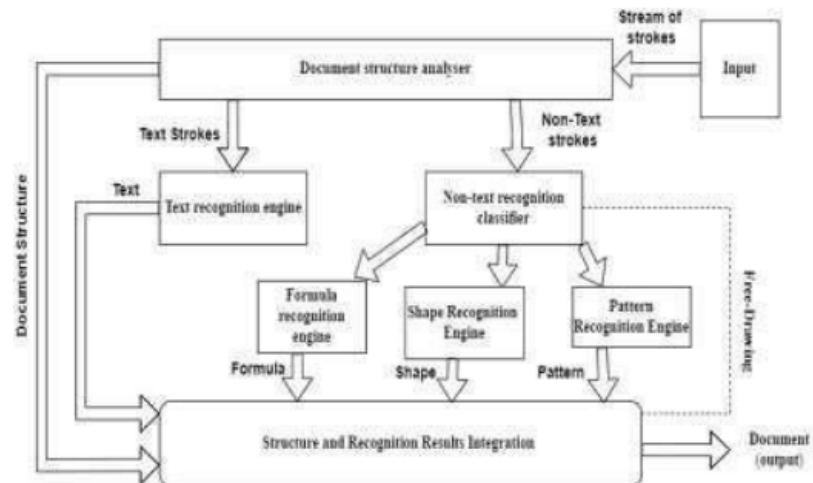 Stream of
strokes
Document structure analyser
Input
Text Strokes
Non-Text
strokes
Text
Text recognition engine
Non-text recognition
classifier
Document Structure
Formula
recognition
engine
Shape Recognition
Engine
Pattern
Recognition Engine
Free-Drawing
Formula
Shape
Pattern
Structure and Recognition Results Integration
Document
(output)